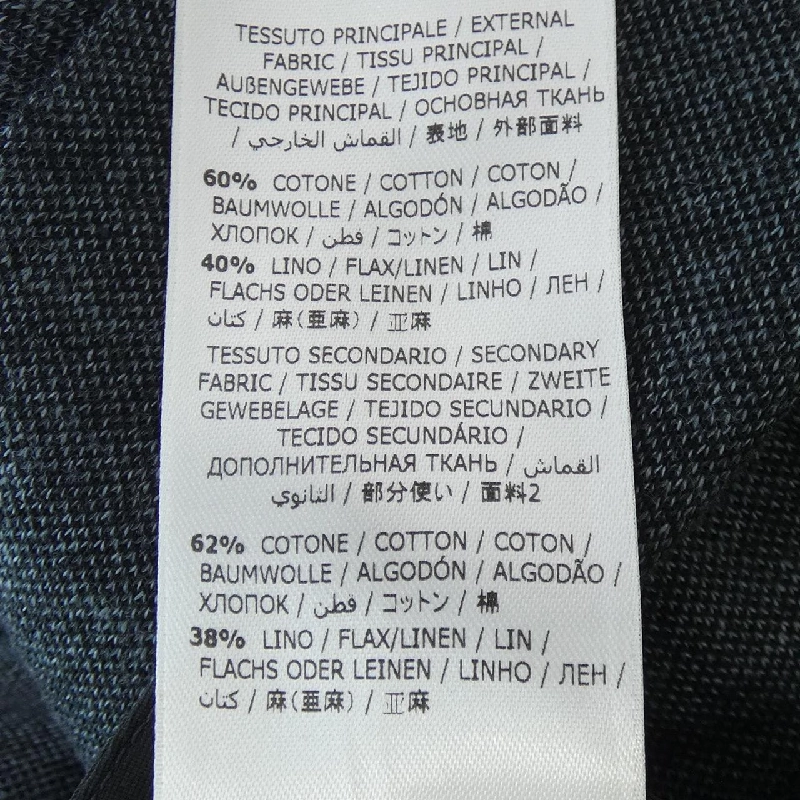 TESSUTO PRINCIPALE / EXTERNAL
FABRIC / TISSU PRINCIPAL /
AUßENGEWEBE / TEJIDO PRINCIPAL /
TECIDO PRINCIPAL / ОСНОВНАЯ ТКАНЬ
/ القماش الخارجي / 表地 / 外部面料
60% COTONE / COTTON / COTON /
BAUMWOLLE / ALGODÓN / ALGODÃO /
ХЛОПОК / قطن / コットン / 棉
40% LINO / FLAX/LINEN / LIN /
FLACHS ODER LEINEN / LINHO / ЛЕН /
كتان / 麻(亜麻) / 亚麻
TESSUTO SECONDARIO / SECONDARY
FABRIC / TISSU SECONDAIRE / ZWEITE
GEWEBELAGE / TEJIDO SECUNDARIO /
TECIDO SECUNDÁRIO /
ДОПОЛНИТЕЛЬНАЯ ТКАНЬ / القماش
الثانوي / 部分使い / 面料2
62% COTONE / COTTON / COTON /
BAUMWOLLE / ALGODÓN / ALGODÃO /
ХЛОПОК / قطن / コットン / 棉
38% LINO / FLAX/LINEN / LIN /
FLACHS ODER LEINEN / LINHO / ЛЕН /
كتان / 麻(亜麻) / 亚麻